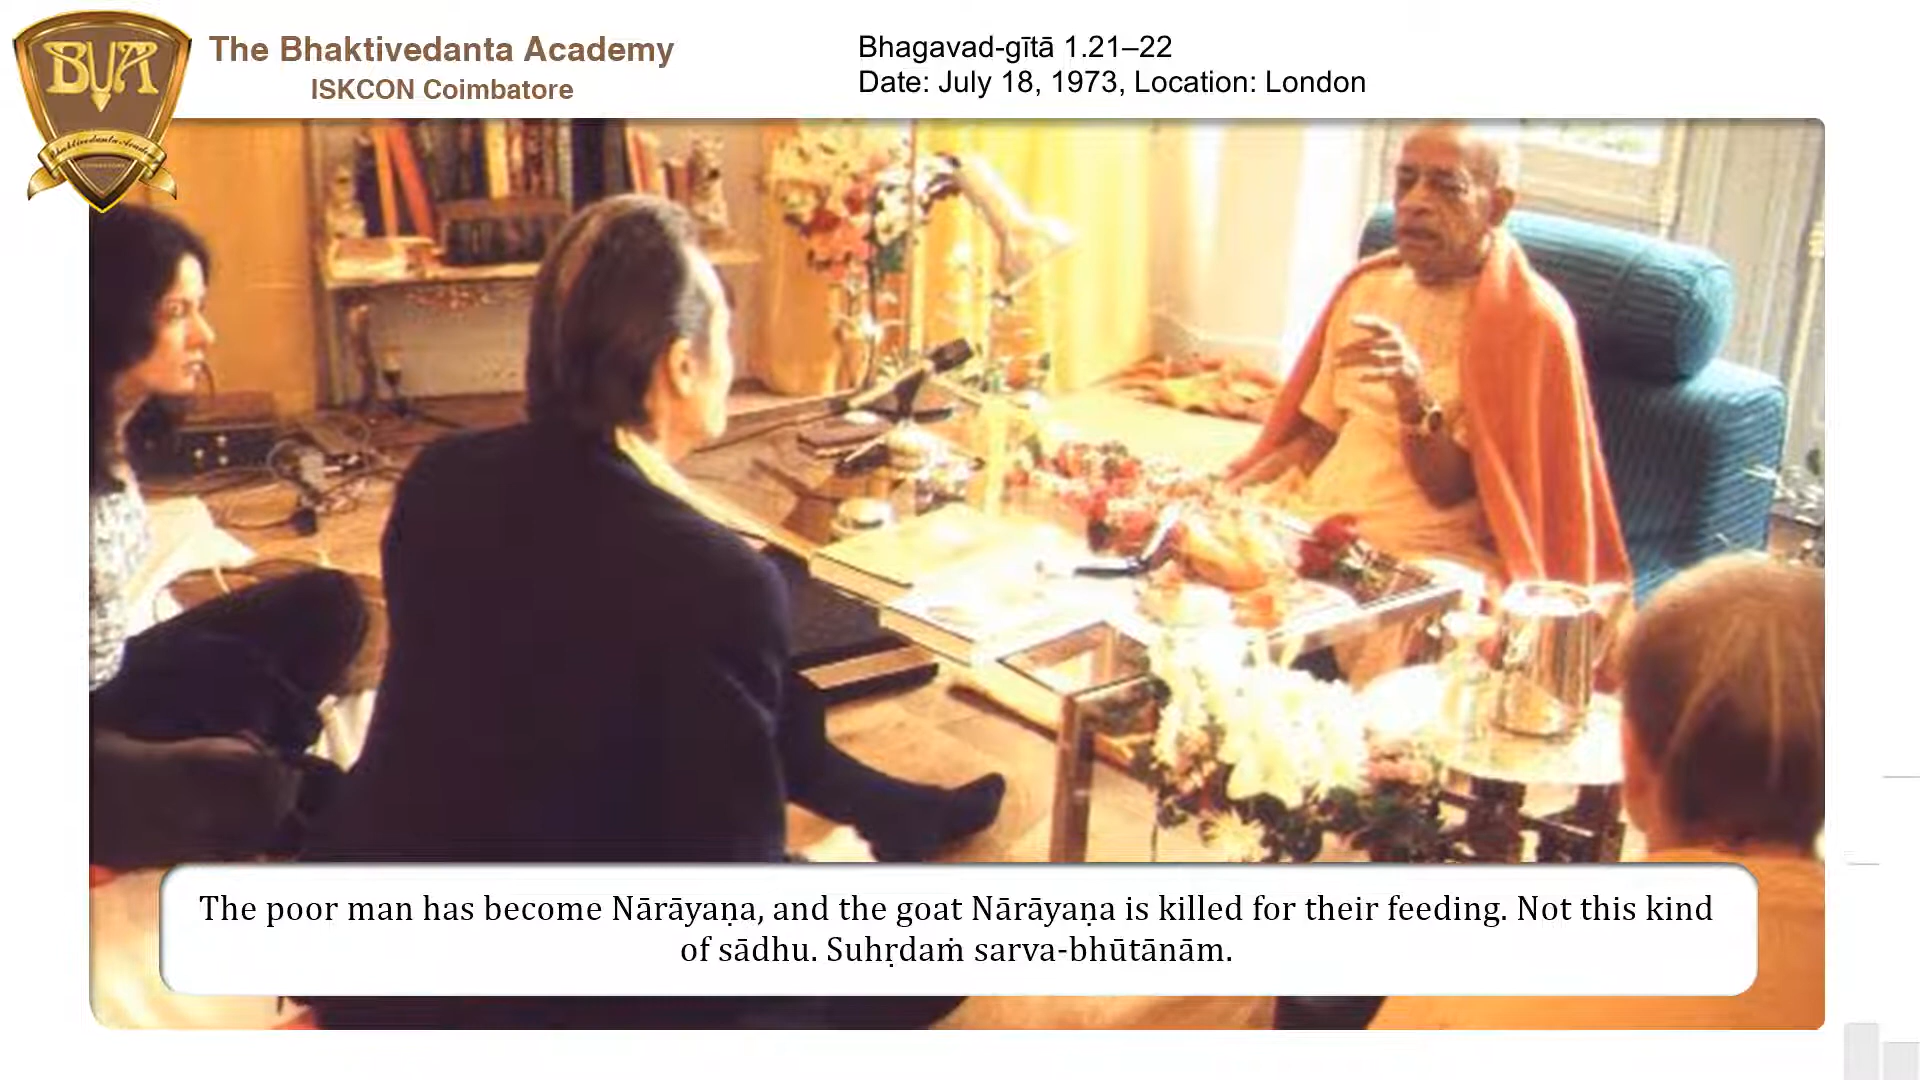 BVA
The Bhaktivedanta Academy
ISKCON Coimbatore
Bhagavad-gītā 1.21–22
Date: July 18, 1973, Location: London
The poor man has become Nārāyaṇa, and the goat Nārāyaṇa is killed for their feeding. Not this kind
of sādhu. Suhṛdaṁ sarva-bhūtānām.